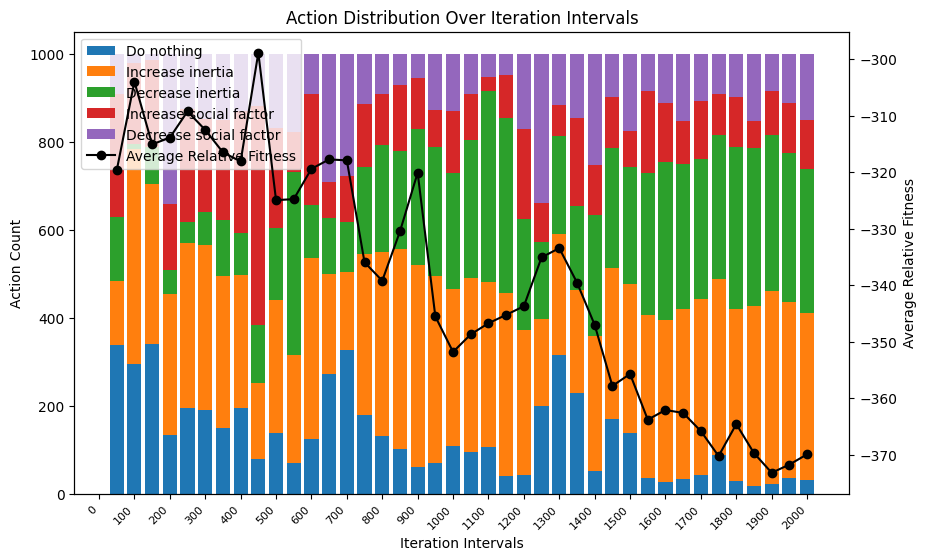 Action Distribution Over Iteration Intervals
Do nothing
Increase inertia
Decrease inertia
Increase social factor
Decrease social factor
Average Relative Fitness
Action Count
1000
800
600
400
200
0
−300
−310
−320
−330
−340
−350
−360
−370
Average Relative Fitness
0 100 200 300 400 500 600 700 800 900 1000 1100 1200 1300 1400 1500 1600 1700 1800 1900 2000
Iteration Intervals